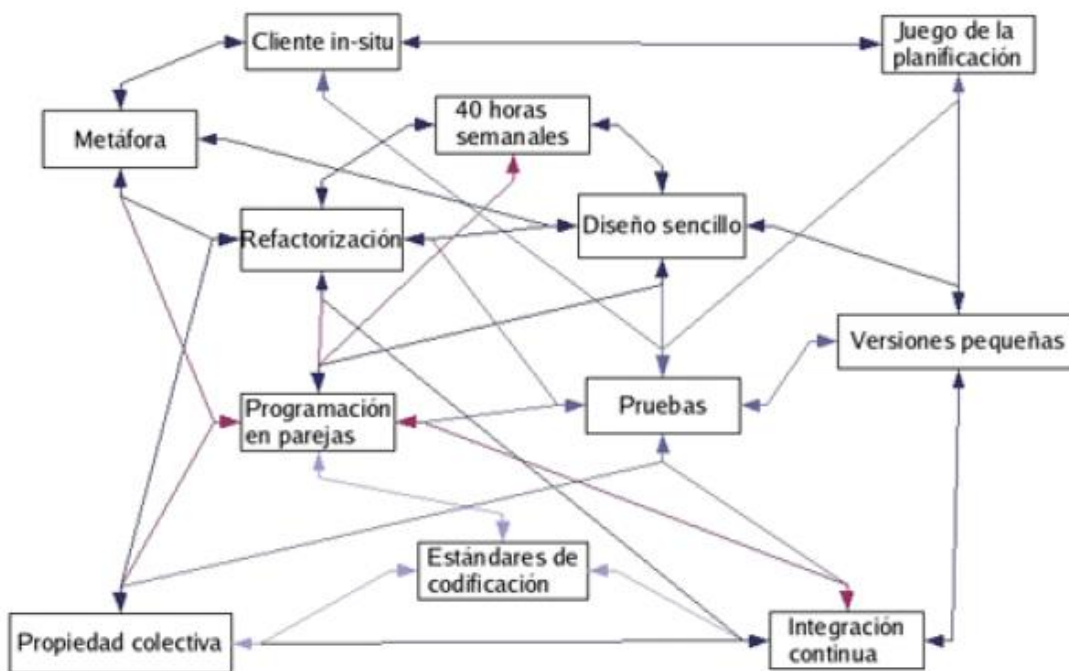 Cliente in-situ
Juego de la
planificación
40 horas
semanales
Metáfora
Refactorización
Diseño sencillo
Versiones pequeñas
Programación
en parejas
Pruebas
Estándares de
codificación
Propiedad colectiva
Integración
continua